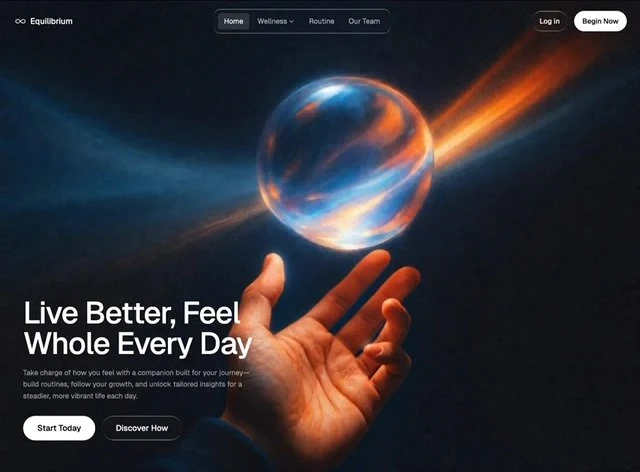 Equilibrium
Home Wellness Routine Our Team
Log in Begin Now
Live Better, Feel
Whole Every Day
Take charge of how you feel with a companion built for your journey—
build routines, follow your growth, and unlock tailored insights for a
steadier, more vibrant life each day.
Start Today Discover How